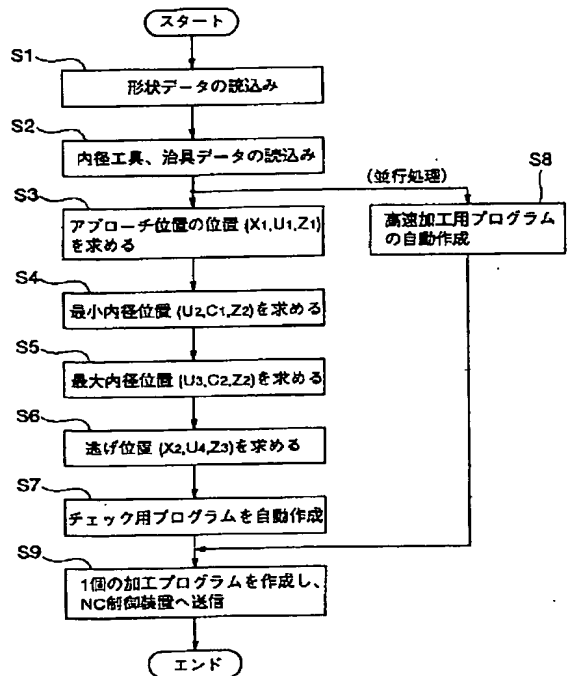 スタート
S1
形状データの読込み
S2
内径工具、治具データの読込み
(並行処理)
S8
高速加工用プログラム
の自動作成
S3
アプローチ位置の位置 (X1,U1,Z1)
を求める
S4
最小内径位置 (U2,C1,Z2)を求める
S5
最大内径位置 (U3,C2,Z2)を求める
S6
逃げ位置 (X2,U4,Z3)を求める
S7
チェック用プログラムを自動作成
S9
1個の加工プログラムを作成し、
NC制御装置へ送信
エンド